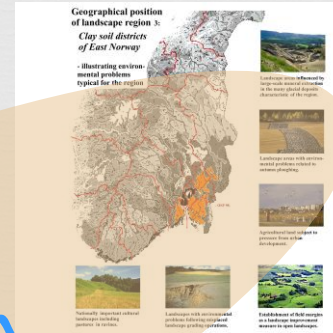 Geographical position
of landscape region 3:
Clay soil districts
of East Norway
- illustrating environ-
mental problems
typical for the region
Landscape areas influenced by
large-scale mineral extraction
in the many glacial deposits
characteristic of the region.
Landscape areas with environ-
mental problems related to
autumn ploughing.
Agricultural land subject to
pressure from urban
development.
Nationally important cultural
landscapes including
pastures in ravines.
Landscapes with environmental
problems following
landscape grading operations.
Establishment of field margins
as a landscape improvement
measure in open landscapes.